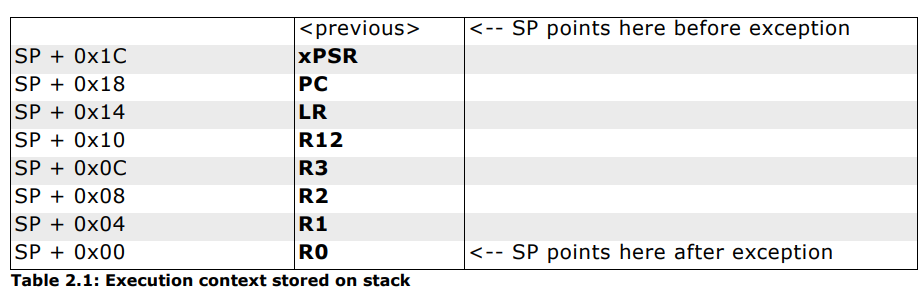 <previous> <-- SP points here before exception
SP + 0x1C xPSR
SP + 0x18 PC
SP + 0x14 LR
SP + 0x10 R12
SP + 0x0C R3
SP + 0x08 R2
SP + 0x04 R1
SP + 0x00 R0 <-- SP points here after exception
Table 2.1: Execution context stored on stack